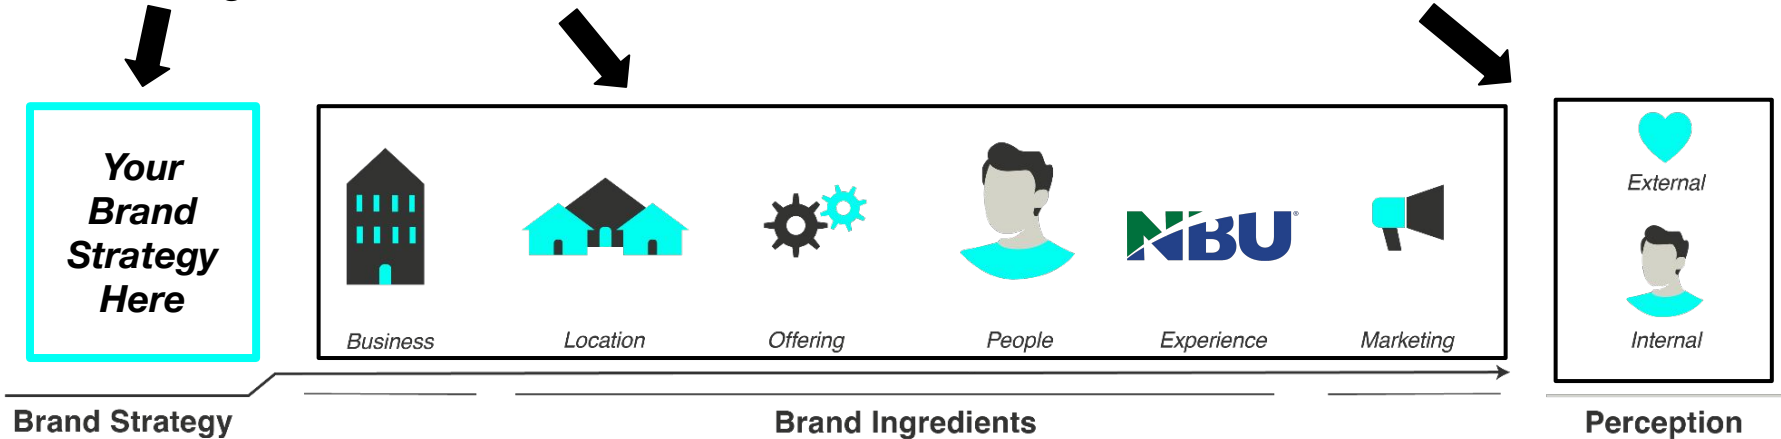 Your
Brand
Strategy
Here
Business
Location
Offering
People
NBU®
Experience
Marketing
External
Internal
Brand Strategy
Brand Ingredients
Perception